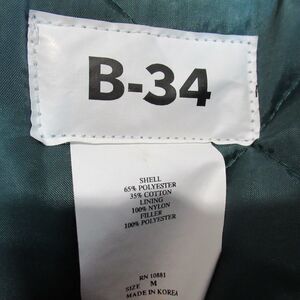 B-34
SHELL
65% POLYESTER
35% COTTON
LINING
100% NYLON
FILLER
100% POLYESTER
RN 10881
SIZE M
MADE IN KOREA